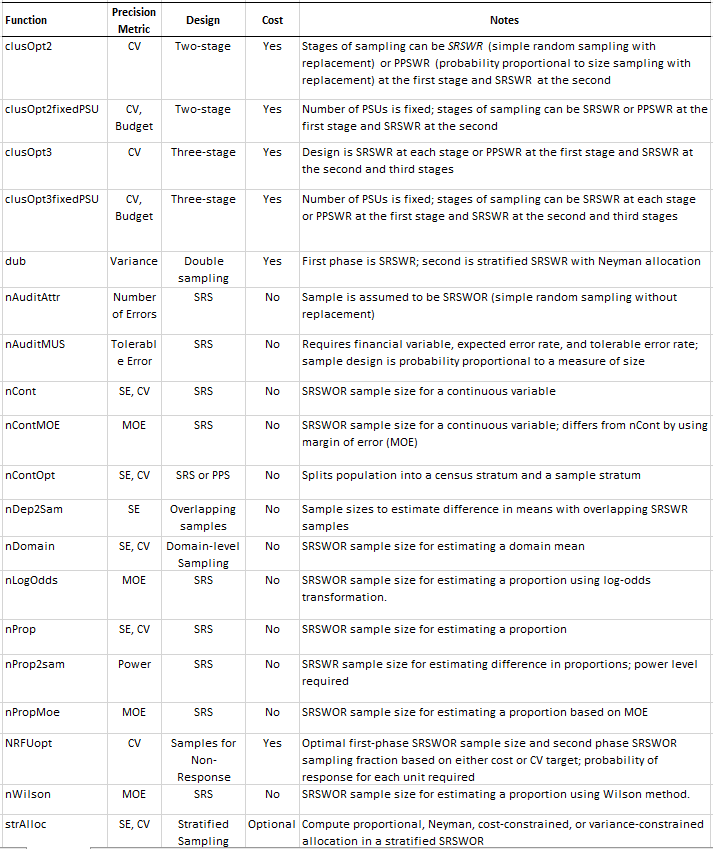 Function Precision Metric Design Cost Notes
clusOpt2 CV Two-stage Yes Stages of sampling can be SRSWR (simple random sampling with
replacement) or PPSWR (probability proportional to size sampling with
replacement) at the first stage and SRSWR at the second
clusOpt2fixedPSU CV, Two-stage Yes Number of PSUs is fixed; stages of sampling can be SRSWR or PPSWR at the
Budget first stage and SRSWR at the second
clusOpt3 CV Three-stage Yes Design is SRSWR at each stage or PPSWR at the first stage and SRSWR at
the second and third stages
clusOpt3fixedPSU CV, Three-stage Yes Number of PSUs is fixed; stages of sampling can be SRSWR at each stage
Budget or PPSWR at the first stage and SRSWR at the second and third stages
dub Variance Double Yes First phase is SRSWR; second is stratified SRSWR with Neyman allocation
sampling
nAuditAttr Number SRS No Sample is assumed to be SRSWOR (simple random sampling without
of Errors replacement)
nAuditMUS Tolerabl SRS No Requires financial variable, expected error rate, and tolerable error rate;
e Error sample design is probability proportional to a measure of size
nCont SE, CV SRS No SRSWOR sample size for a continuous variable
nContMOE MOE SRS No SRSWOR sample size for a continuous variable; differs from nCont by using
margin of error (MOE)
nContOpt SE, CV SRS or PPS No Splits population into a census stratum and a sample stratum
nDep2Sam SE Overlapping No Sample sizes to estimate difference in means with overlapping SRSWR
samples samples
nDomain SE, CV Domain-level No SRSWOR sample size for estimating a domain mean
Sampling
nLogOdds MOE SRS No SRSWOR sample size for estimating a proportion using log-odds
transformation.
nProp SE, CV SRS No SRSWOR sample size for estimating a proportion
nProp2sam Power SRS No SRSWR sample size for estimating difference in proportions; power level
required
nPropMoe MOE SRS No SRSWOR sample size for estimating a proportion based on MOE
NRFUopt CV Samples for Yes Optimal first-phase SRSWOR sample size and second phase SRSWOR
Non- sampling fraction based on either cost or CV target; probability of
Response response for each unit required
nWilson MOE SRS No SRSWOR sample size for estimating a proportion using Wilson method.
strAlloc SE, CV Stratified Optional Compute proportional, Neyman, cost-constrained, or variance-constrained
Sampling allocation in a stratified SRSWOR